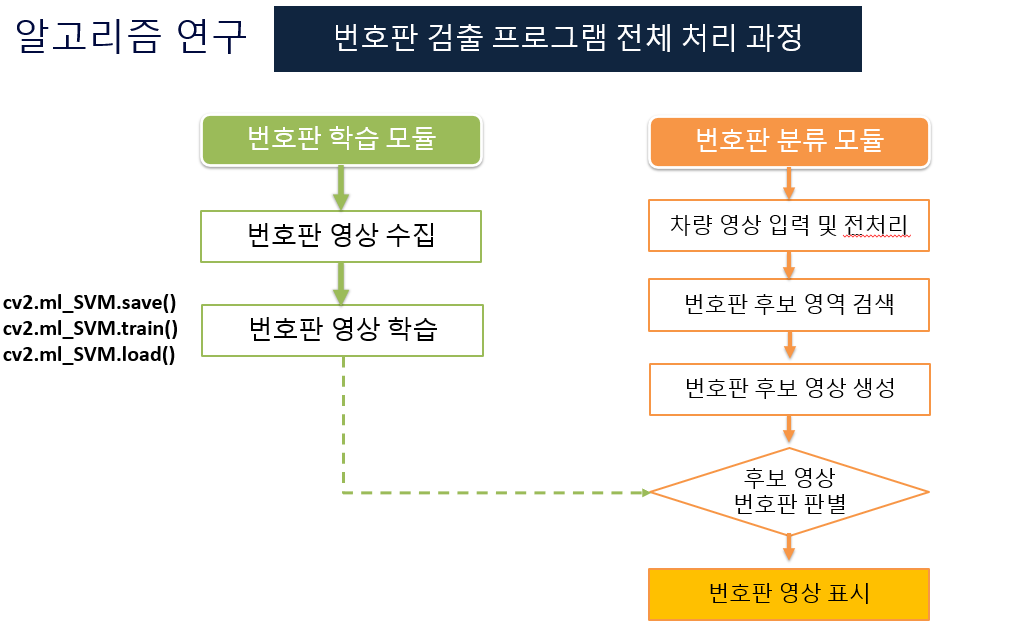 알고리즘 연구
번호판 검출 프로그램 전체 처리 과정
번호판 학습 모듈
번호판 영상 수집
cv2.ml_SVM.save()
cv2.ml_SVM.train()
cv2.ml_SVM.load()
번호판 영상 학습
번호판 분류 모듈
차량 영상 입력 및 전처리
번호판 후보 영역 검색
번호판 후보 영상 생성
후보 영상
번호판 판별
번호판 영상 표시